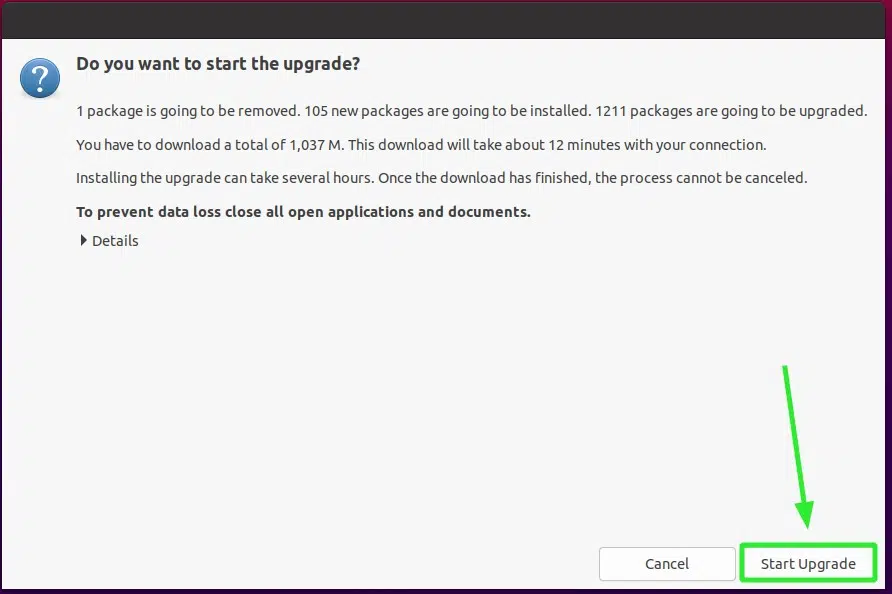 Do you want to start the upgrade?
1 package is going to be removed. 105 new packages are going to be installed. 1211 packages are going to be upgraded.
You have to download a total of 1,037 M. This download will take about 12 minutes with your connection.
Installing the upgrade can take several hours. Once the download has finished, the process cannot be canceled.
To prevent data loss close all open applications and documents.
Details
Cancel
Start Upgrade